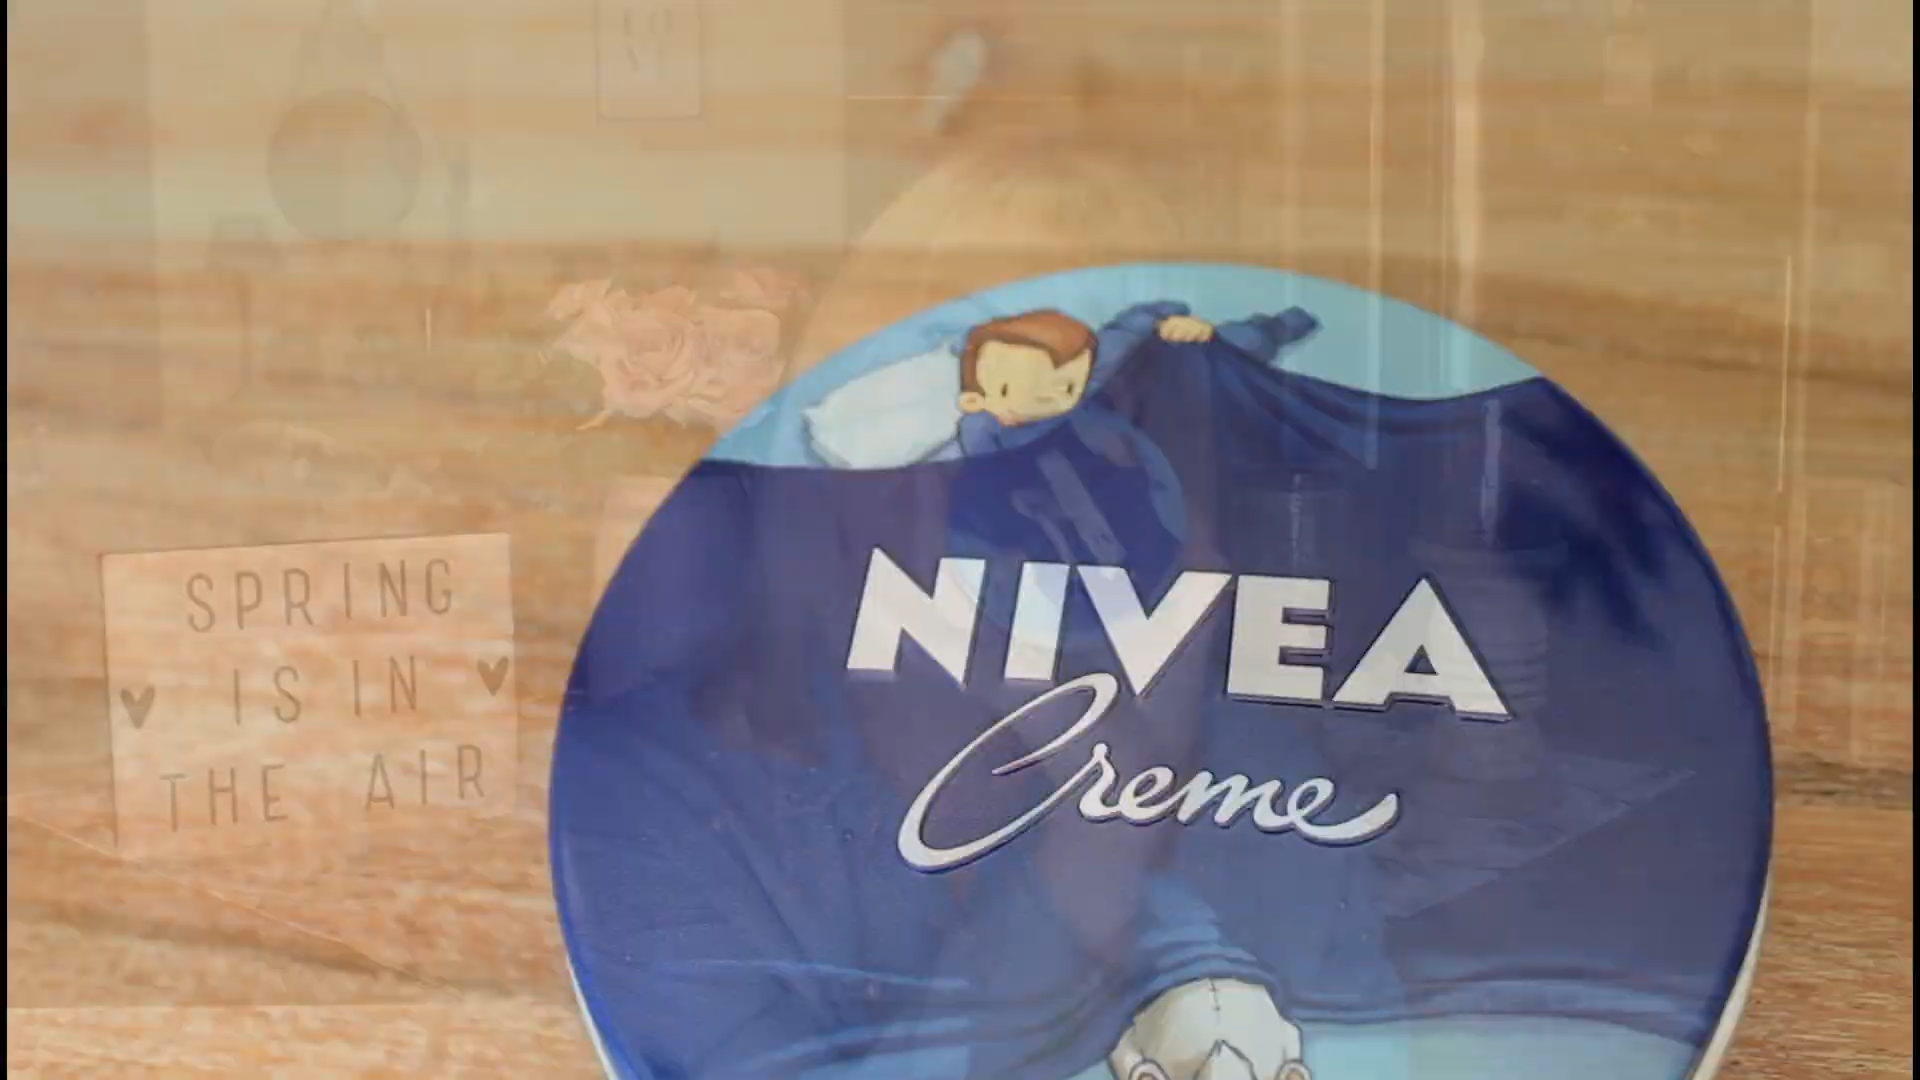 SPRING
IS IN
THE AIR
NIVEA
Creme